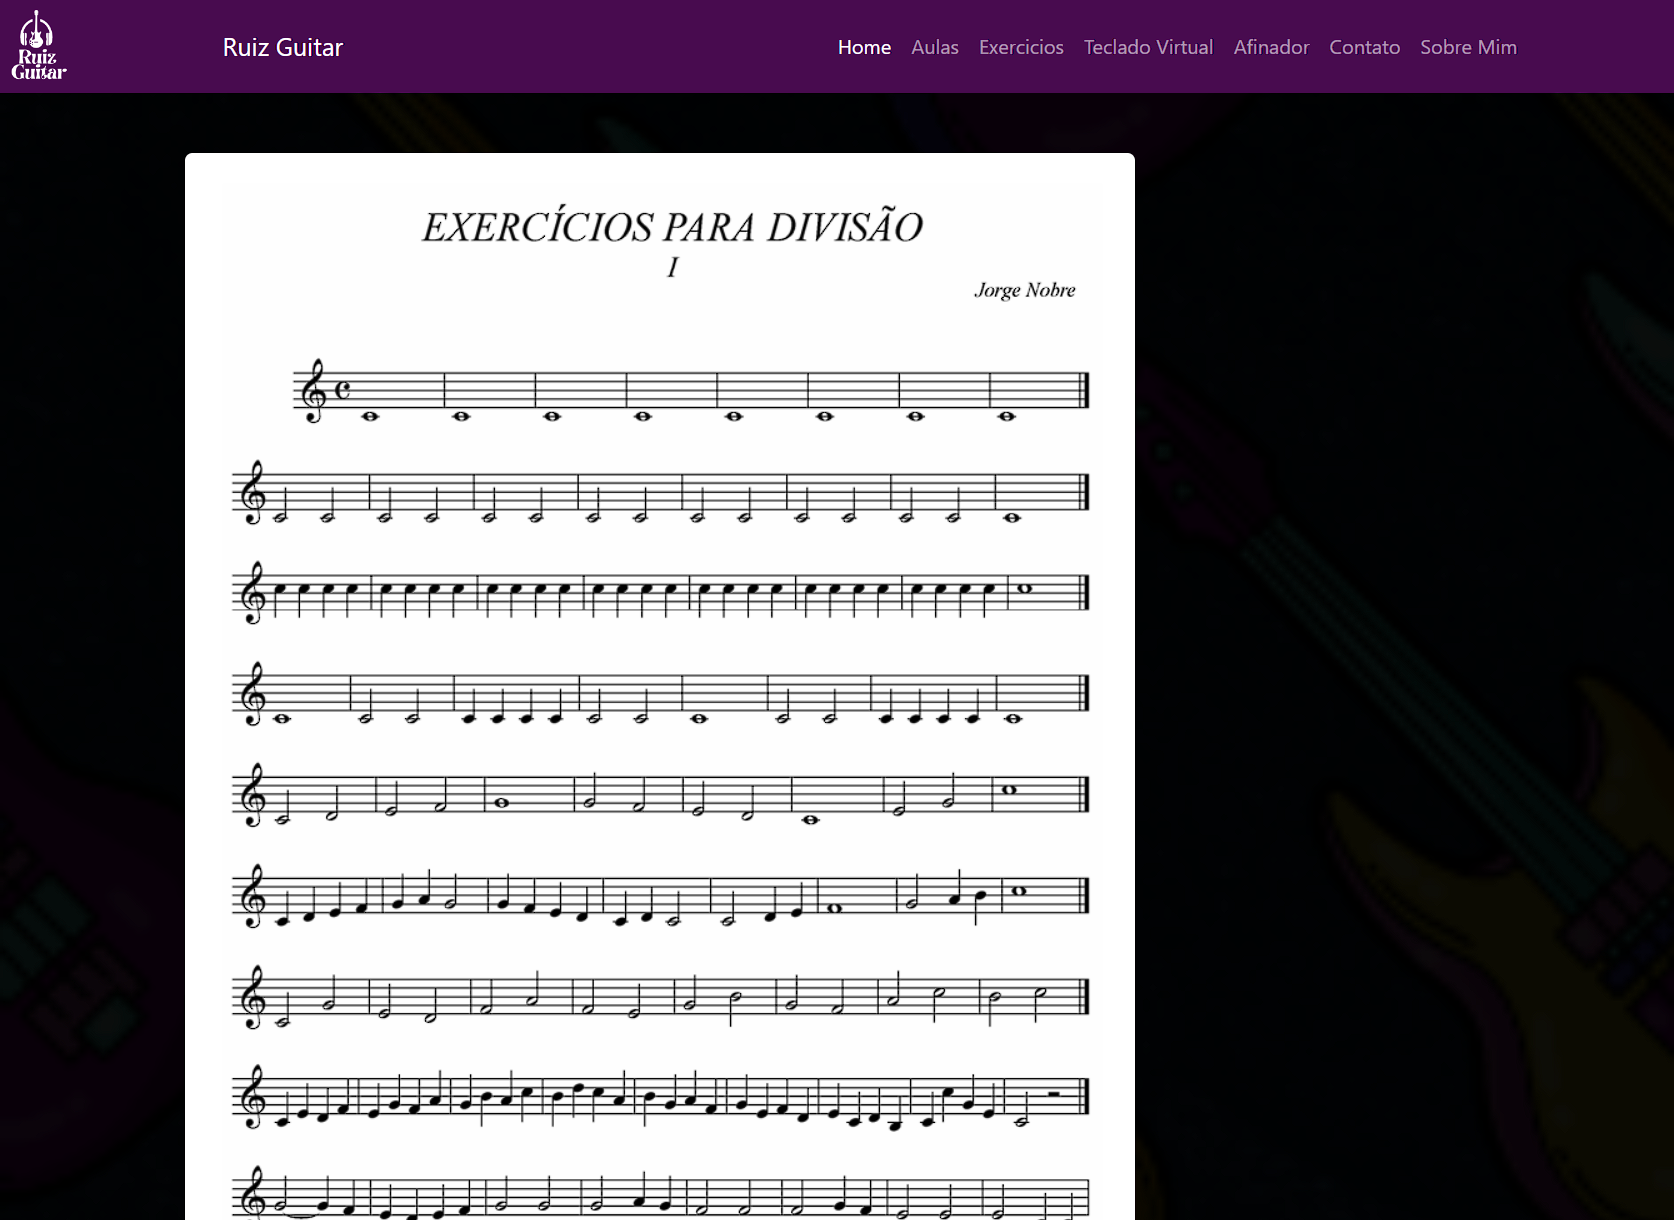 Ruiz
Guitar
Ruiz Guitar
Home Aulas Exercicios Teclado Virtual Afinador Contato Sobre Mim
EXERCÍCIOS PARA DIVISÃO
I
Jorge Nobre